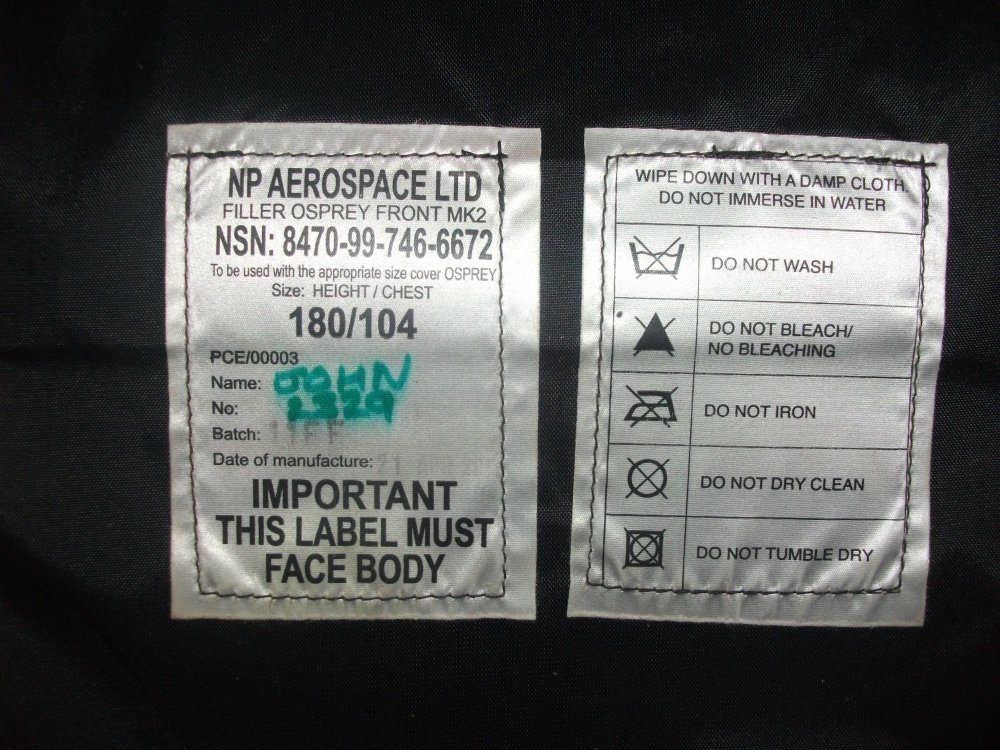 NP AEROSPACE LTD
FILLER OSPREY FRONT MK2
NSN: 8470-99-746-6672
To be used with the appropriate size cover OSPREY
Size: HEIGHT / CHEST
180/104
PCE/00003
Name: JOHN
No: 2329
Batch:
Date of manufacture:
IMPORTANT
THIS LABEL MUST
FACE BODY
WIPE DOWN WITH A DAMP CLOTH.
DO NOT IMMERSE IN WATER
DO NOT WASH
DO NOT BLEACH/
NO BLEACHING
DO NOT IRON
DO NOT DRY CLEAN
DO NOT TUMBLE DRY